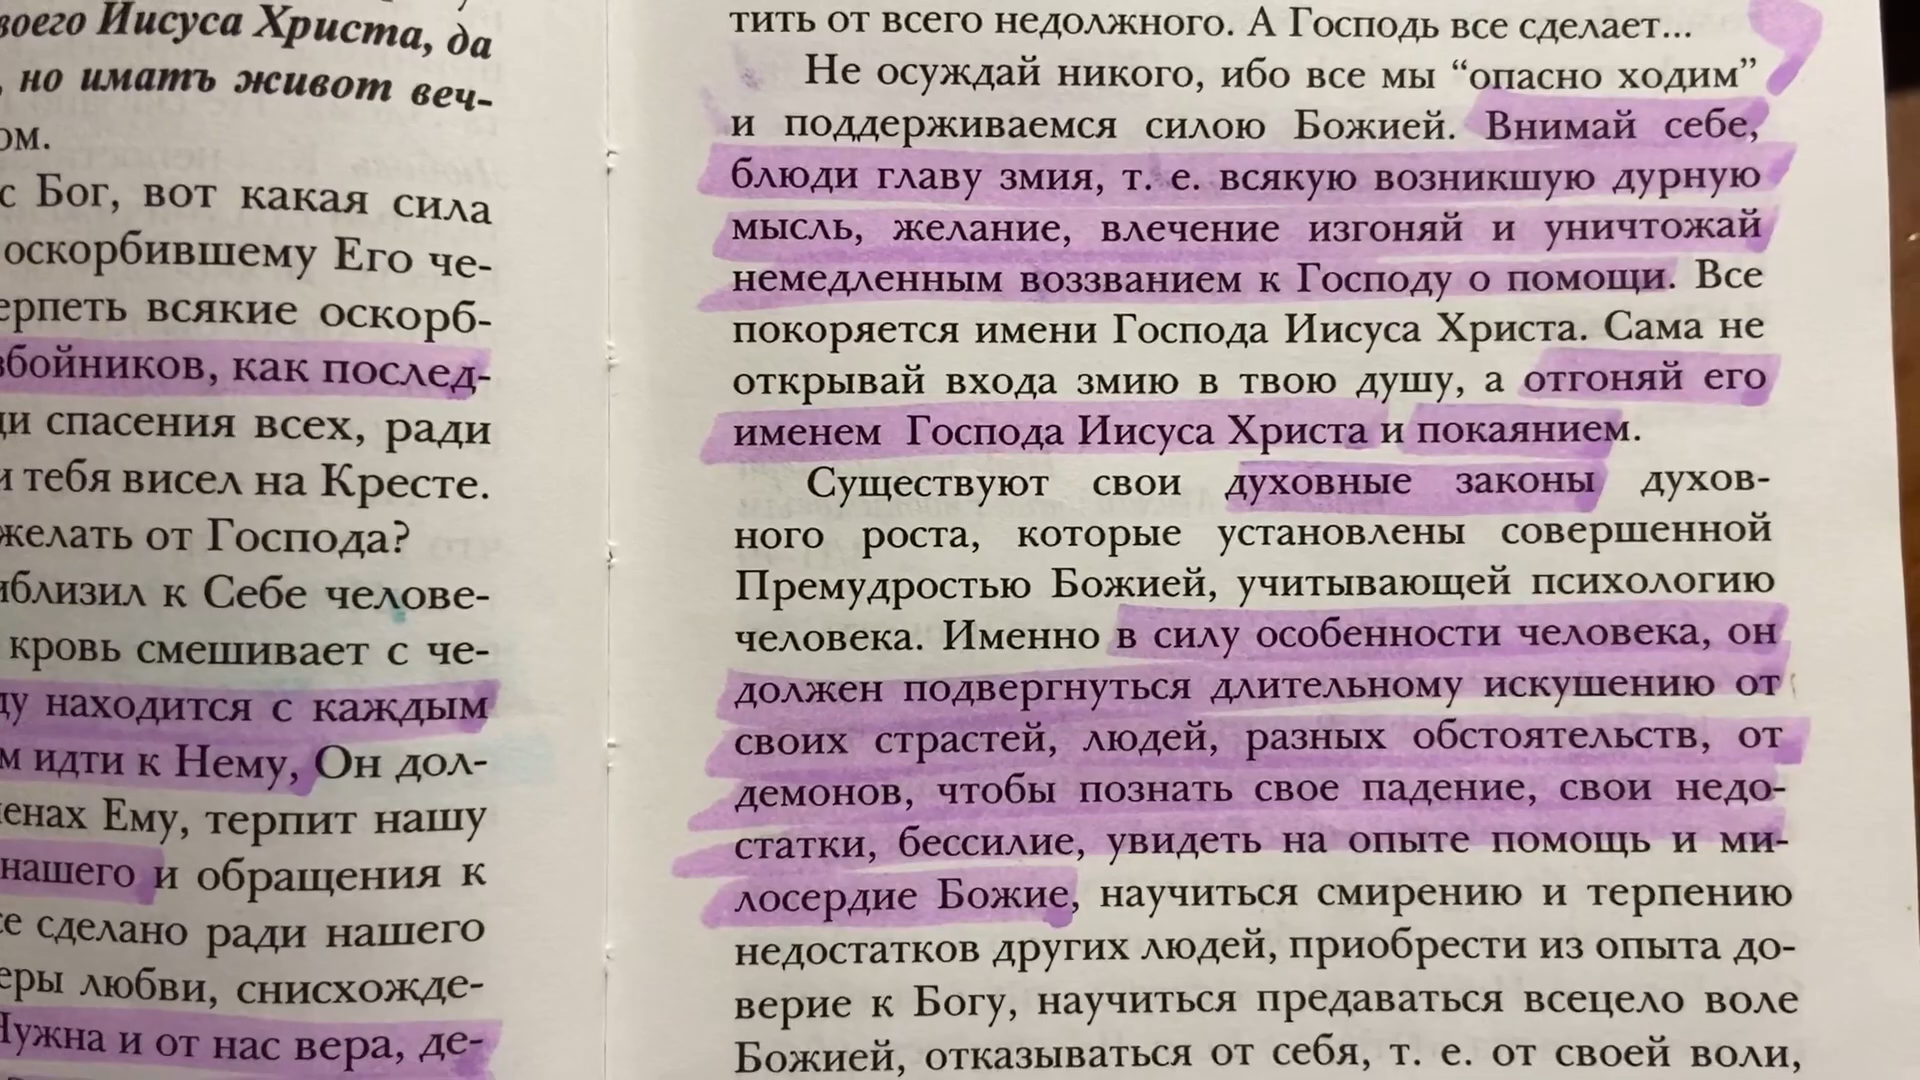 воего Иисуса Христа, да
, но иматъ живот веч-
ом.
с Бог, вот какая сила
оскорбившему Его че-
ерпеть всякие оскорб-
збойников, как послед-
ди спасения всех, ради
и тебя висел на Кресте.
желать от Господа?
иблизил к Себе челове-
кровь смешивает с че-
ду находится с каждым
м идти к Нему, Он дол-
ленах Ему, терпит нашу
нашего и обращения к
се сделано ради нашего
еры любви, снисхожде-
Нужна и от нас вера, де-
тить от всего недолжного. А Господь все сделает...
Не осуждай никого, ибо все мы “опасно ходим”
и поддерживаемся силою Божией. Внимай себе,
блюди главу змия, т. е. всякую возникшую дурную
мысль, желание, влечение изгоняй и уничтожай
немедленным воззванием к Господу о помощи. Все
покоряется имени Господа Иисуса Христа. Сама не
открывай входа змию в твою душу, а отгоняй его
именем Господа Иисуса Христа и покаянием.
Существуют свои духовные законы духов-
ного роста, которые установлены совершенной
Премудростью Божией, учитывающей психологию
человека. Именно в силу особенности человека, он
должен подвергнуться длительному искушению от
своих страстей, людей, разных обстоятельств, от
демонов, чтобы познать свое падение, свои недо-
статки, бессилие, увидеть на опыте помощь и ми-
лосердие Божие, научиться смирению и терпению
недостатков других людей, приобрести из опыта до-
верие к Богу, научиться предаваться всецело воле
Божией, отказываться от себя, т. е. от своей воли,